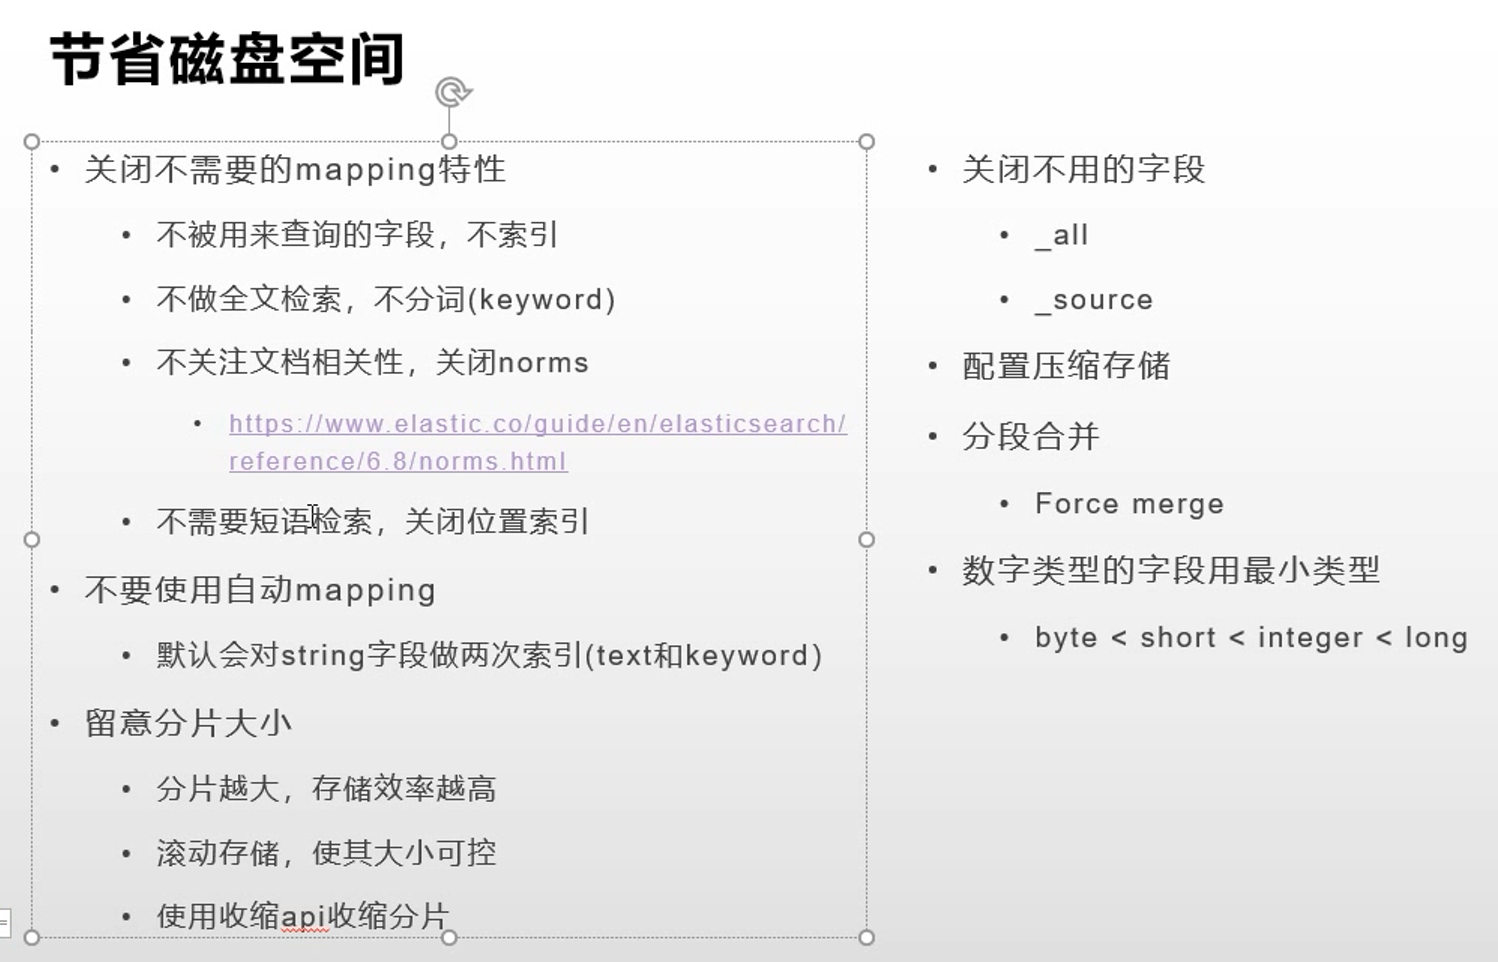 节省磁盘空间
• 关闭不需要的mapping特性
• 不被用来查询的字段，不索引
• 不做全文检索，不分词(keyword)
• 不关注文档相关性，关闭norms
• https://www.elastic.co/guide/en/elasticsearch/
reference/6.8/norms.html
• 不需要短语检索，关闭位置索引
• 不要使用自动mapping
• 默认会对string字段做两次索引(text和keyword)
• 留意分片大小
• 分片越大，存储效率越高
• 滚动存储，使其大小可控
• 使用收缩api收缩分片
• 关闭不用的字段
• _all
• _source
• 配置压缩存储
• 分段合并
• Force merge
• 数字类型的字段用最小类型
• byte < short < integer < long